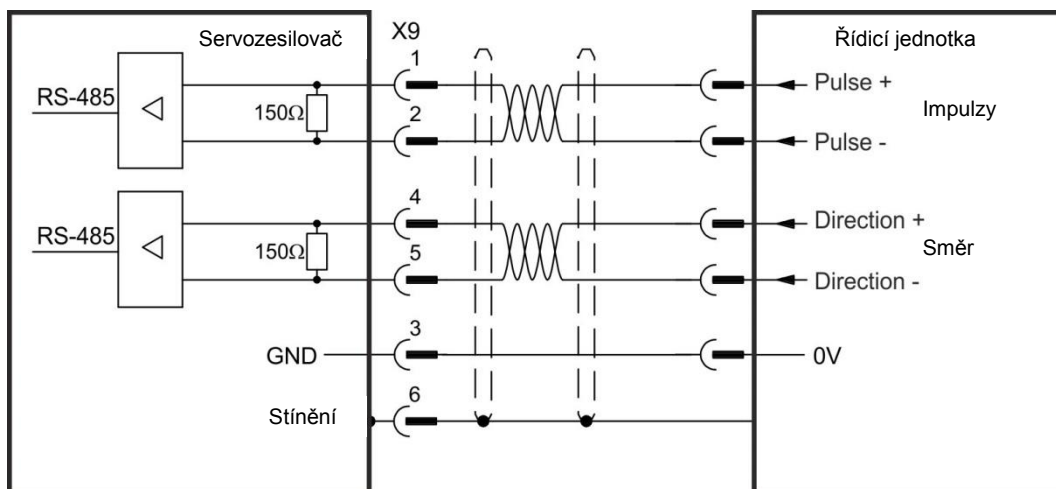 Servozesilovač
X9
Řídicí jednotka
1
RS-485
150Ω
2
Pulse +
Impulzy
Pulse -
4
RS-485
150Ω
5
Direction +
Směr
Direction -
3
GND
0V
6
Stínění